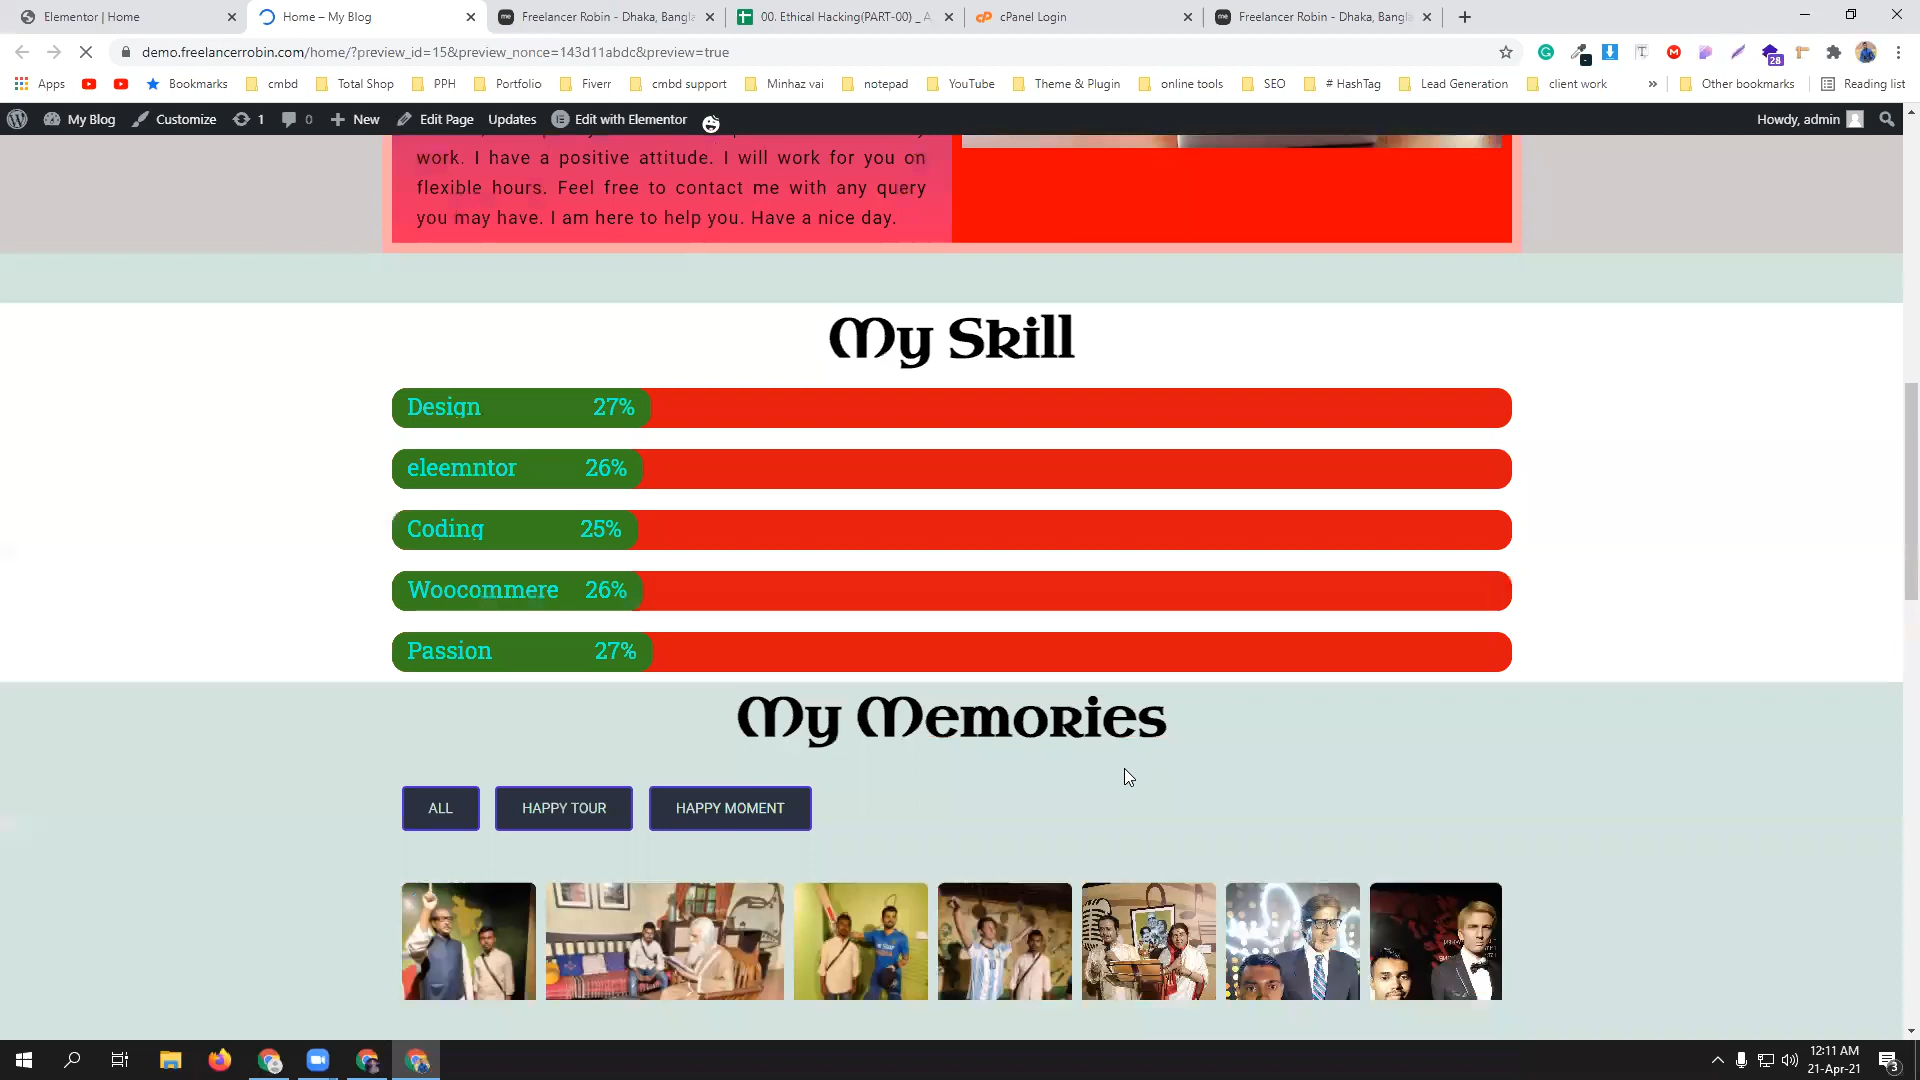 Elementor | Home
Home – My Blog
Freelancer Robin - Dhaka, Bangla
00. Ethical Hacking(PART-00) _ A
cPanel Login
Freelancer Robin - Dhaka, Bangla
demo.freelancerrobin.com/home/?preview_id=15&preview_nonce=143d11abdc&preview=true
28
Apps
Bookmarks
cmbd
Total Shop
PPH
Portfolio
Fiverr
cmbd support
Minhaz vai
notepad
YouTube
Theme & Plugin
online tools
SEO
# HashTag
Lead Generation
client work
»
Other bookmarks
Reading list
My Blog
Customize
1
0
New
Edit Page
Updates
Edit with Elementor
Howdy, admin
work. I have a positive attitude. I will work for you on
flexible hours. Feel free to contact me with any query
you may have. I am here to help you. Have a nice day.
My Skill
Design 27%
eleemntor 26%
Coding 25%
Woocommere 26%
Passion 27%
My Memories
ALL
HAPPY TOUR
HAPPY MOMENT
12:11 AM
21-Apr-21
3